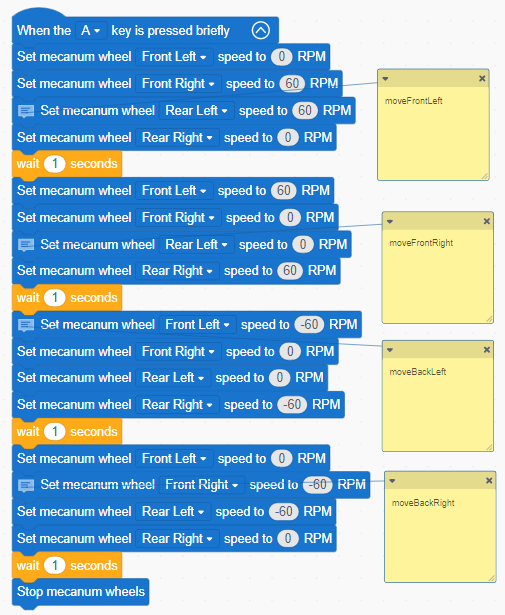 When the A key is pressed briefly
Set mecanum wheel Front Left speed to 0 RPM
Set mecanum wheel Front Right speed to 60 RPM
Set mecanum wheel Rear Left speed to 60 RPM
moveFrontLeft
Set mecanum wheel Rear Right speed to 0 RPM
wait 1 seconds
Set mecanum wheel Front Left speed to 60 RPM
Set mecanum wheel Front Right speed to 0 RPM
Set mecanum wheel Rear Left speed to 0 RPM
moveFrontRight
Set mecanum wheel Rear Right speed to 60 RPM
wait 1 seconds
Set mecanum wheel Front Left speed to -60 RPM
Set mecanum wheel Front Right speed to 0 RPM
Set mecanum wheel Rear Left speed to 0 RPM
moveBackLeft
Set mecanum wheel Rear Right speed to -60 RPM
wait 1 seconds
Set mecanum wheel Front Left speed to 0 RPM
Set mecanum wheel Front Right speed to -60 RPM
moveBackRight
Set mecanum wheel Rear Left speed to -60 RPM
Set mecanum wheel Rear Right speed to 0 RPM
wait 1 seconds
Stop mecanum wheels